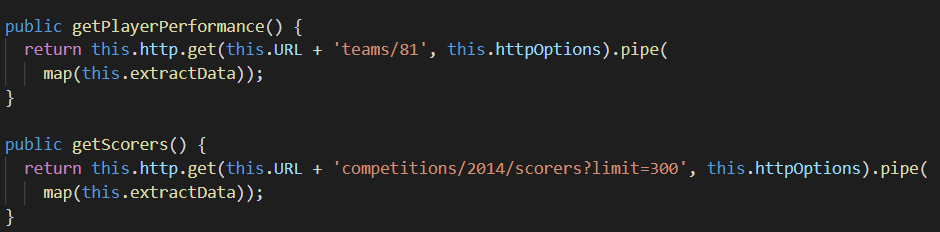 public getPlayerPerformance() {
return this.http.get(this.URL + 'teams/81', this.httpOptions).pipe(
map(this.extractData));
}
public getScorers() {
return this.http.get(this.URL + 'competitions/2014/scorers?limit=300', this.httpOptions).pipe(
map(this.extractData));
}